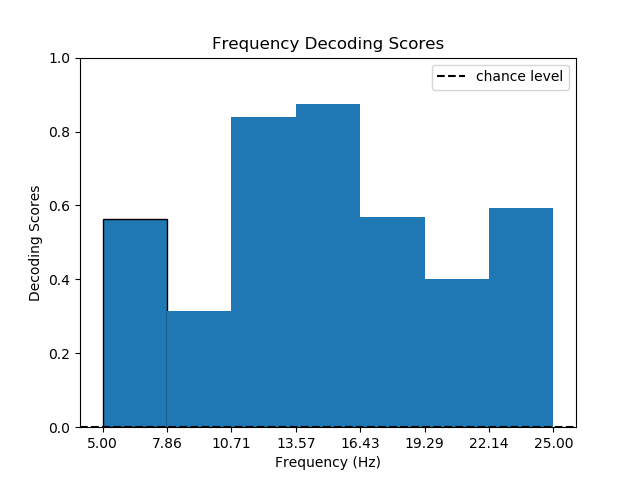 Frequency Decoding Scores
chance level
Decoding Scores
1.0
0.8
0.6
0.4
0.2
0.0
5.00 7.86 10.71 13.57 16.43 19.29 22.14 25.00
Frequency (Hz)